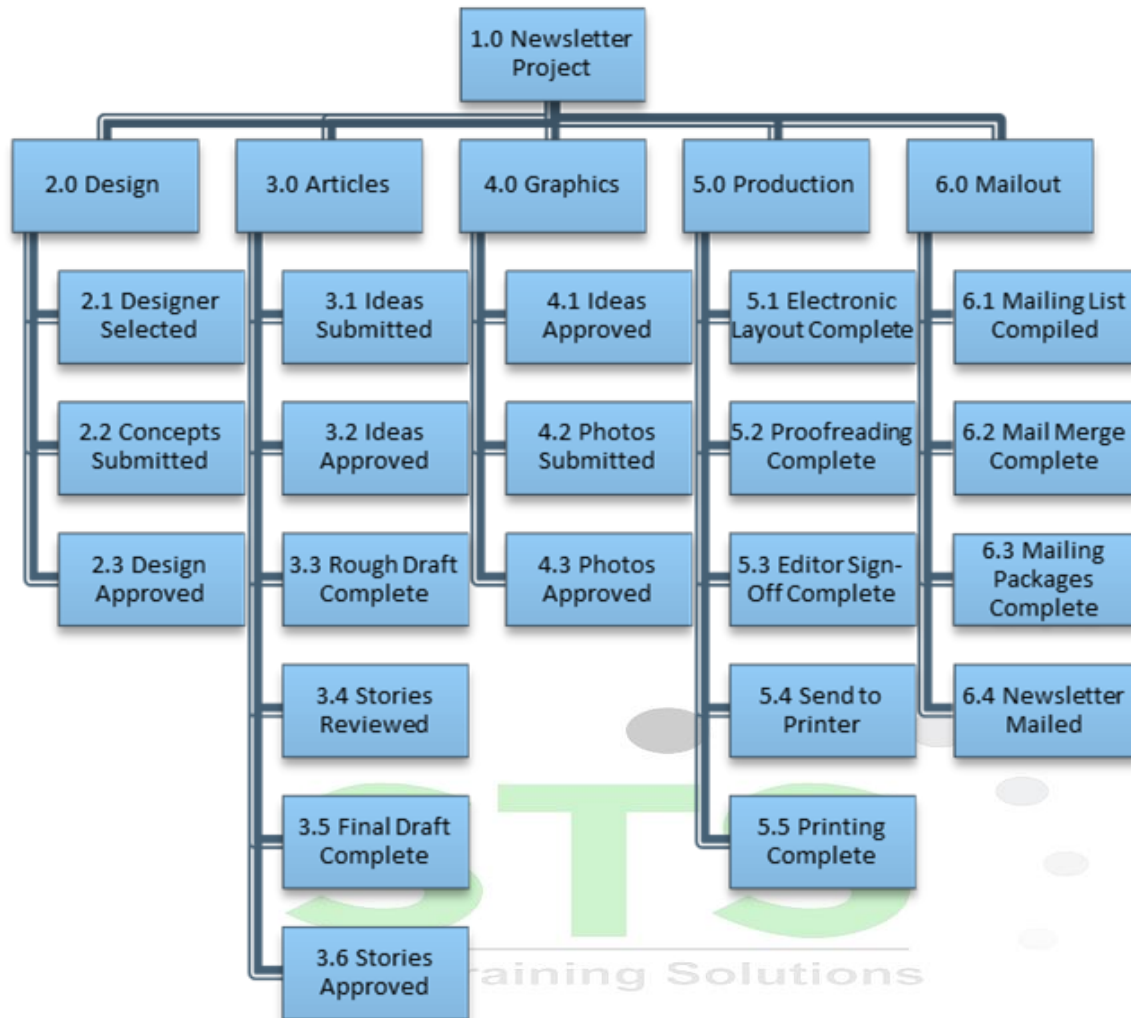 1.0 Newsletter
Project
2.0 Design
3.0 Articles
4.0 Graphics
5.0 Production
6.0 Mailout
2.1 Designer
Selected
2.2 Concepts
Submitted
2.3 Design
Approved
3.1 Ideas
Submitted
3.2 Ideas
Approved
3.3 Rough Draft
Complete
3.4 Stories
Reviewed
3.5 Final Draft
Complete
3.6 Stories
Approved
4.1 Ideas
Approved
4.2 Photos
Submitted
4.3 Photos
Approved
5.1 Electronic
Layout Complete
5.2 Proofreading
Complete
5.3 Editor Sign-
Off Complete
5.4 Send to
Printer
5.5 Printing
Complete
6.1 Mailing List
Compiled
6.2 Mail Merge
Complete
6.3 Mailing
Packages
Complete
6.4 Newsletter
Mailed
STS
raining Solutions